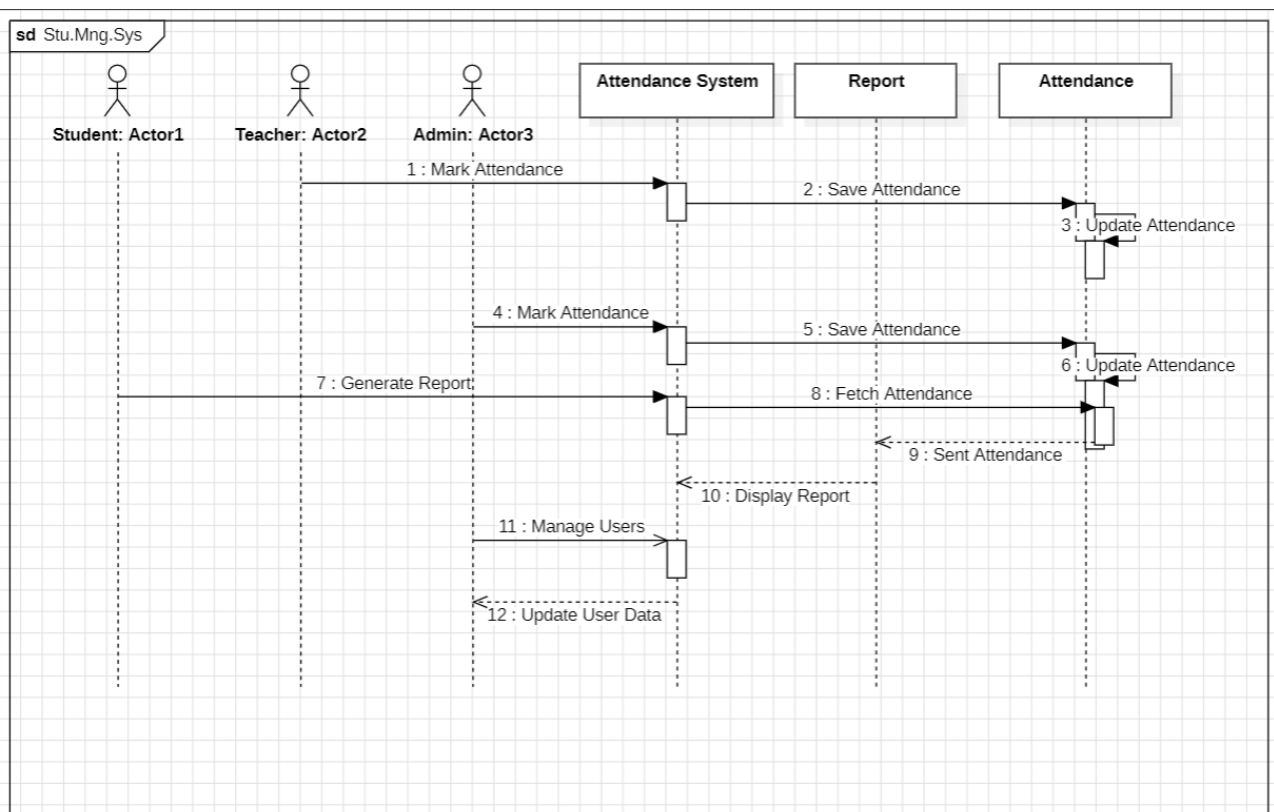 sd Stu.Mng.Sys
Attendance System
Report
Attendance
Student: Actor1
Teacher: Actor2
Admin: Actor3
1 : Mark Attendance
2 : Save Attendance
3 : Update Attendance
4 : Mark Attendance
5 : Save Attendance
6 : Update Attendance
7 : Generate Report
8 : Fetch Attendance
9 : Sent Attendance
10 : Display Report
11 : Manage Users
12 : Update User Data